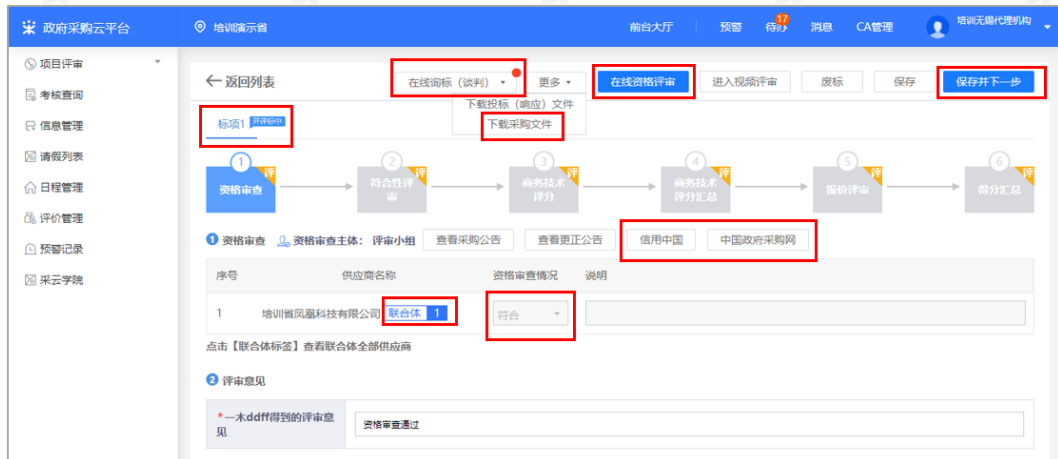 政府采购云平台 培训演示省 前台大厅 预警 待办 17 消息 CA管理 培训无锡代理机构
项目评审
考核查询
信息管理
请假列表
日程管理
评价管理
预警记录
采云学院
返回列表 在线询标（谈判） 更多 在线资格评审 进入视频评审 废标 保存 保存并下一步
下载投标（响应）文件
下载采购文件
标项1 开评标中
1 2 3 4 5 6
评 评 评 评 评 评
资格审查 符合性评审 商务技术评分 商务技术评分汇总 报价评审 得分汇总
1 资格审查 资格审查主体： 评审小组 查看采购公告 查看更正公告 信用中国 中国政府采购网
序号 供应商名称 资格审查情况 说明
1 培训省凤凰科技有限公司 联合体 1 符合
点击【联合体标签】查看联合体全部供应商
2 评审意见
*一木ddff得到的评审意见 资格审查通过